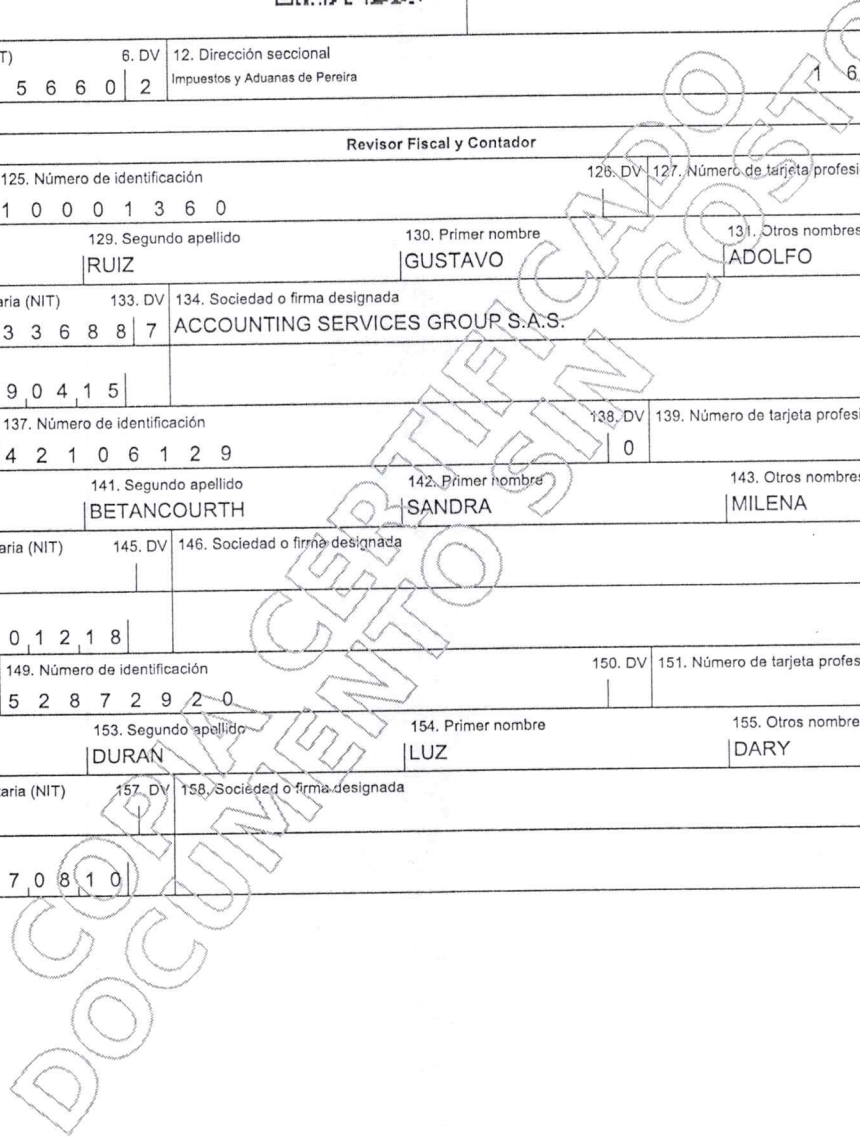 T) 6. DV 12. Dirección seccional
5 6 6 0 2 Impuestos y Aduanas de Pereira 1 6
Revisor Fiscal y Contador
125. Número de identificación 126. DV 127. Número de tarjeta profesi
1 0 0 0 1 3 6 0
129. Segundo apellido 130. Primer nombre 131. Otros nombres
RUIZ GUSTAVO ADOLFO
aria (NIT) 133. DV 134. Sociedad o firma designada
3 3 6 8 8 7 ACCOUNTING SERVICES GROUP S.A.S.
9 0 4 1 5
137. Número de identificación 138. DV 139. Número de tarjeta profesi
4 2 1 0 6 1 2 9 0
141. Segundo apellido 142. Primer nombre 143. Otros nombres
BETANCOURTH SANDRA MILENA
aria (NIT) 145. DV 146. Sociedad o firma designada
0 1 2 1 8
149. Número de identificación 150. DV 151. Número de tarjeta profes
5 2 8 7 2 9 2 0
153. Segundo apellido 154. Primer nombre 155. Otros nombre
DURAN LUZ DARY
taria (NIT) 157. DV 158. Sociedad o firma designada
7 0 8 1 0
COPIA CERTIFICADO
DOCUMENTO SIN COSTO